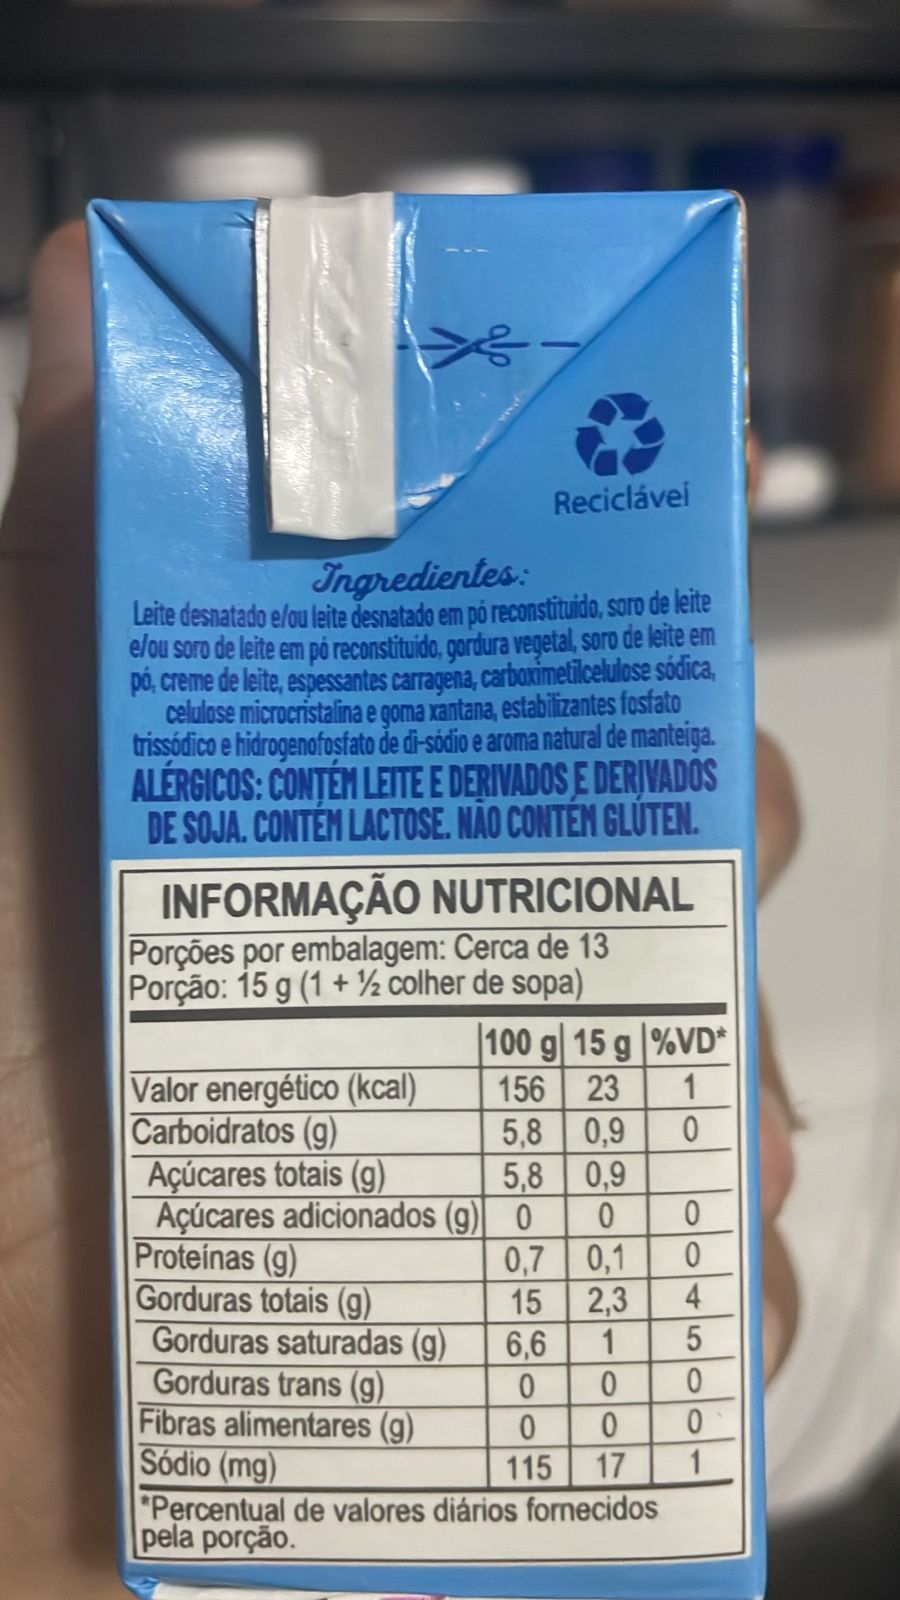 Reciclável
Ingredientes:
Leite desnatado e/ou leite desnatado em pó reconstituído, soro de leite
e/ou soro de leite em pó reconstituído, gordura vegetal, soro de leite em
pó, creme de leite, espessantes carragena, carboximetilcelulose sódica,
celulose microcristalina e goma xantana, estabilizantes fosfato
trissódico e hidrogenofosfato de di-sódio e aroma natural de manteiga.
ALÉRGICOS: CONTÉM LEITE E DERIVADOS E DERIVADOS
DE SOJA. CONTÉM LACTOSE. NÃO CONTÉM GLÚTEN.
INFORMAÇÃO NUTRICIONAL
Porções por embalagem: Cerca de 13
Porção: 15 g (1 + ½ colher de sopa)
100 g 15 g %VD*
Valor energético (kcal) 156 23 1
Carboidratos (g) 5,8 0,9 0
Açúcares totais (g) 5,8 0,9
Açúcares adicionados (g) 0 0 0
Proteínas (g) 0,7 0,1 0
Gorduras totais (g) 15 2,3 4
Gorduras saturadas (g) 6,6 1 5
Gorduras trans (g) 0 0 0
Fibras alimentares (g) 0 0 0
Sódio (mg) 115 17 1
*Percentual de valores diários fornecidos
pela porção.